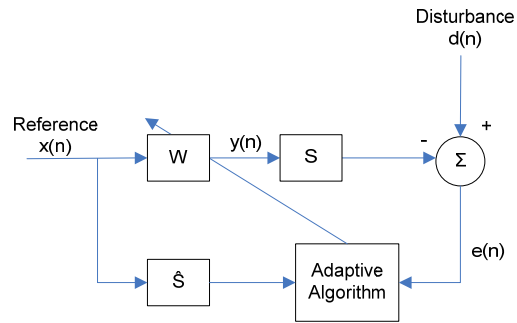 Disturbance
d(n)
Reference
x(n)
+
-
W
y(n)
S
Σ
e(n)
Ŝ
Adaptive
Algorithm